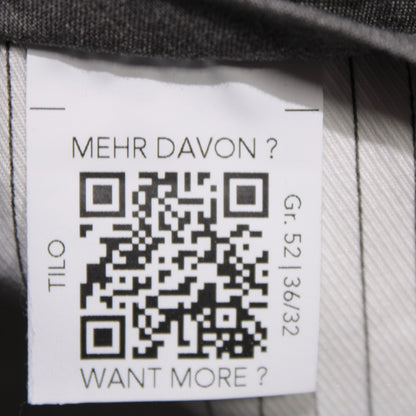 MEHR DAVON ?
TILO
Gr. 52 | 36/32
WANT MORE ?